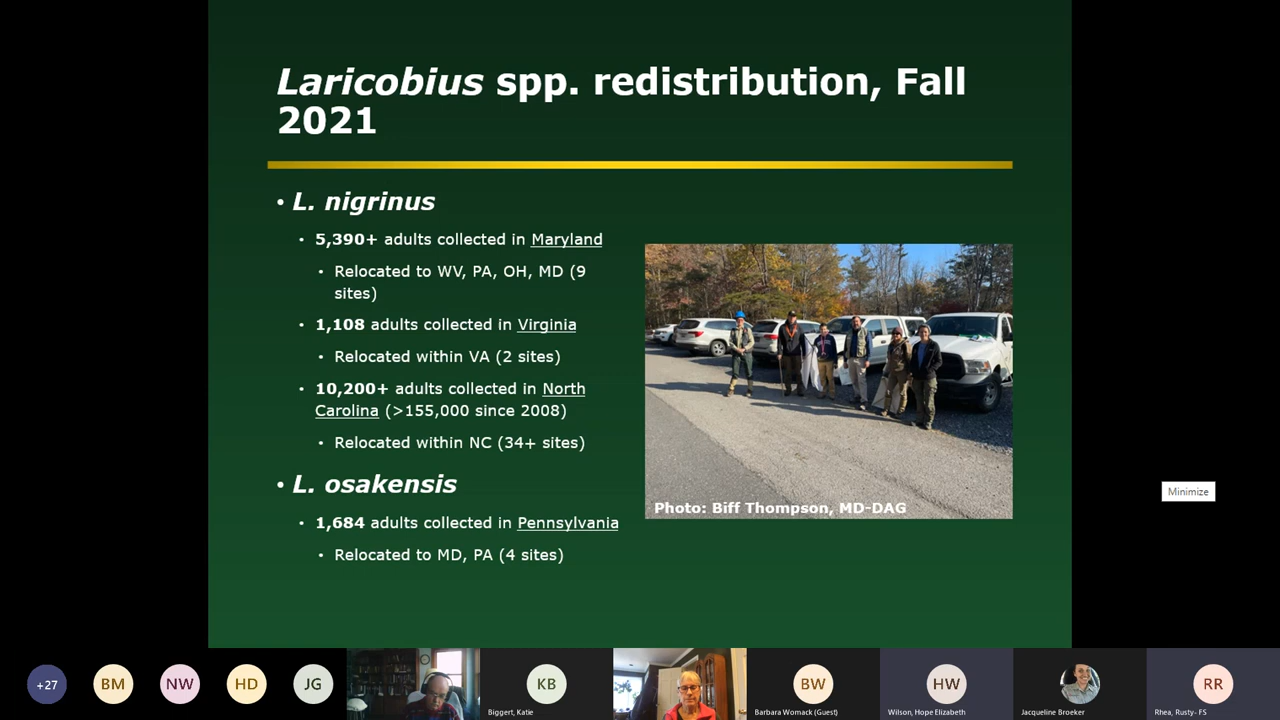 Laricobius spp. redistribution, Fall
2021
• L. nigrinus
• 5,390+ adults collected in Maryland
• Relocated to WV, PA, OH, MD (9
sites)
• 1,108 adults collected in Virginia
• Relocated within VA (2 sites)
• 10,200+ adults collected in North
Carolina (>155,000 since 2008)
• Relocated within NC (34+ sites)
• L. osakensis
• 1,684 adults collected in Pennsylvania
• Relocated to MD, PA (4 sites)
Photo: Biff Thompson, MD-DAG
Minimize
+27
BM
NW
HD
JG
KB
Biggert, Katie
BW
Barbara Womack (Guest)
HW
Wilson, Hope Elizabeth
Jacqueline Broeker
RR
Rhea, Rusty- FS